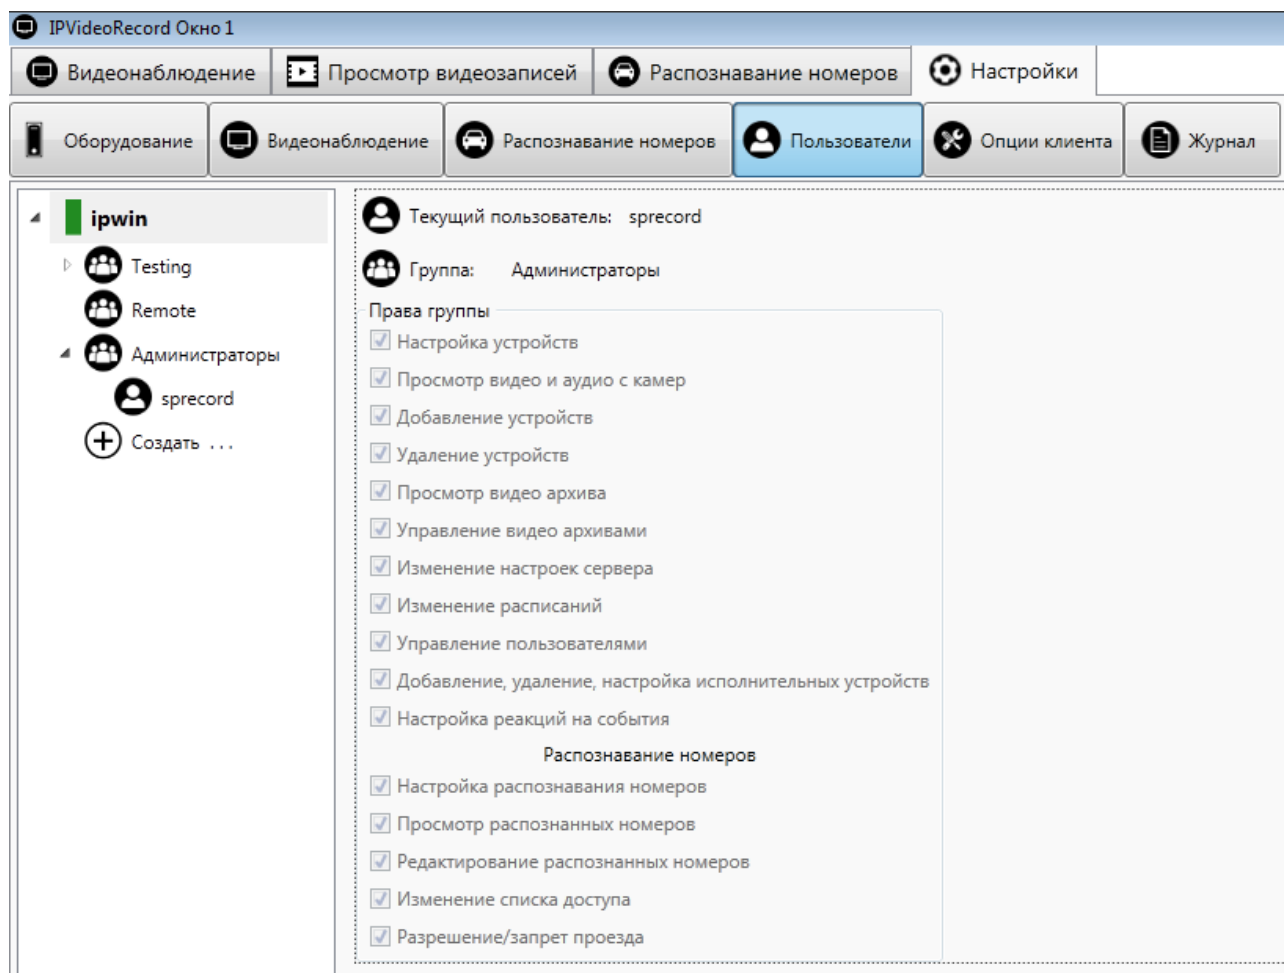 IPVideoRecord Окно 1
Видеонаблюдение Просмотр видеозаписей Распознавание номеров Настройки
Оборудование Видеонаблюдение Распознавание номеров Пользователи Опции клиента Журнал
ipwin
Testing
Remote
Администраторы
sprecord
Создать ...
Текущий пользователь: sprecord
Группа: Администраторы
Права группы
Настройка устройств
Просмотр видео и аудио с камер
Добавление устройств
Удаление устройств
Просмотр видео архива
Управление видео архивами
Изменение настроек сервера
Изменение расписаний
Управление пользователями
Добавление, удаление, настройка исполнительных устройств
Настройка реакций на события
Распознавание номеров
Настройка распознавания номеров
Просмотр распознанных номеров
Редактирование распознанных номеров
Изменение списка доступа
Разрешение/запрет проезда